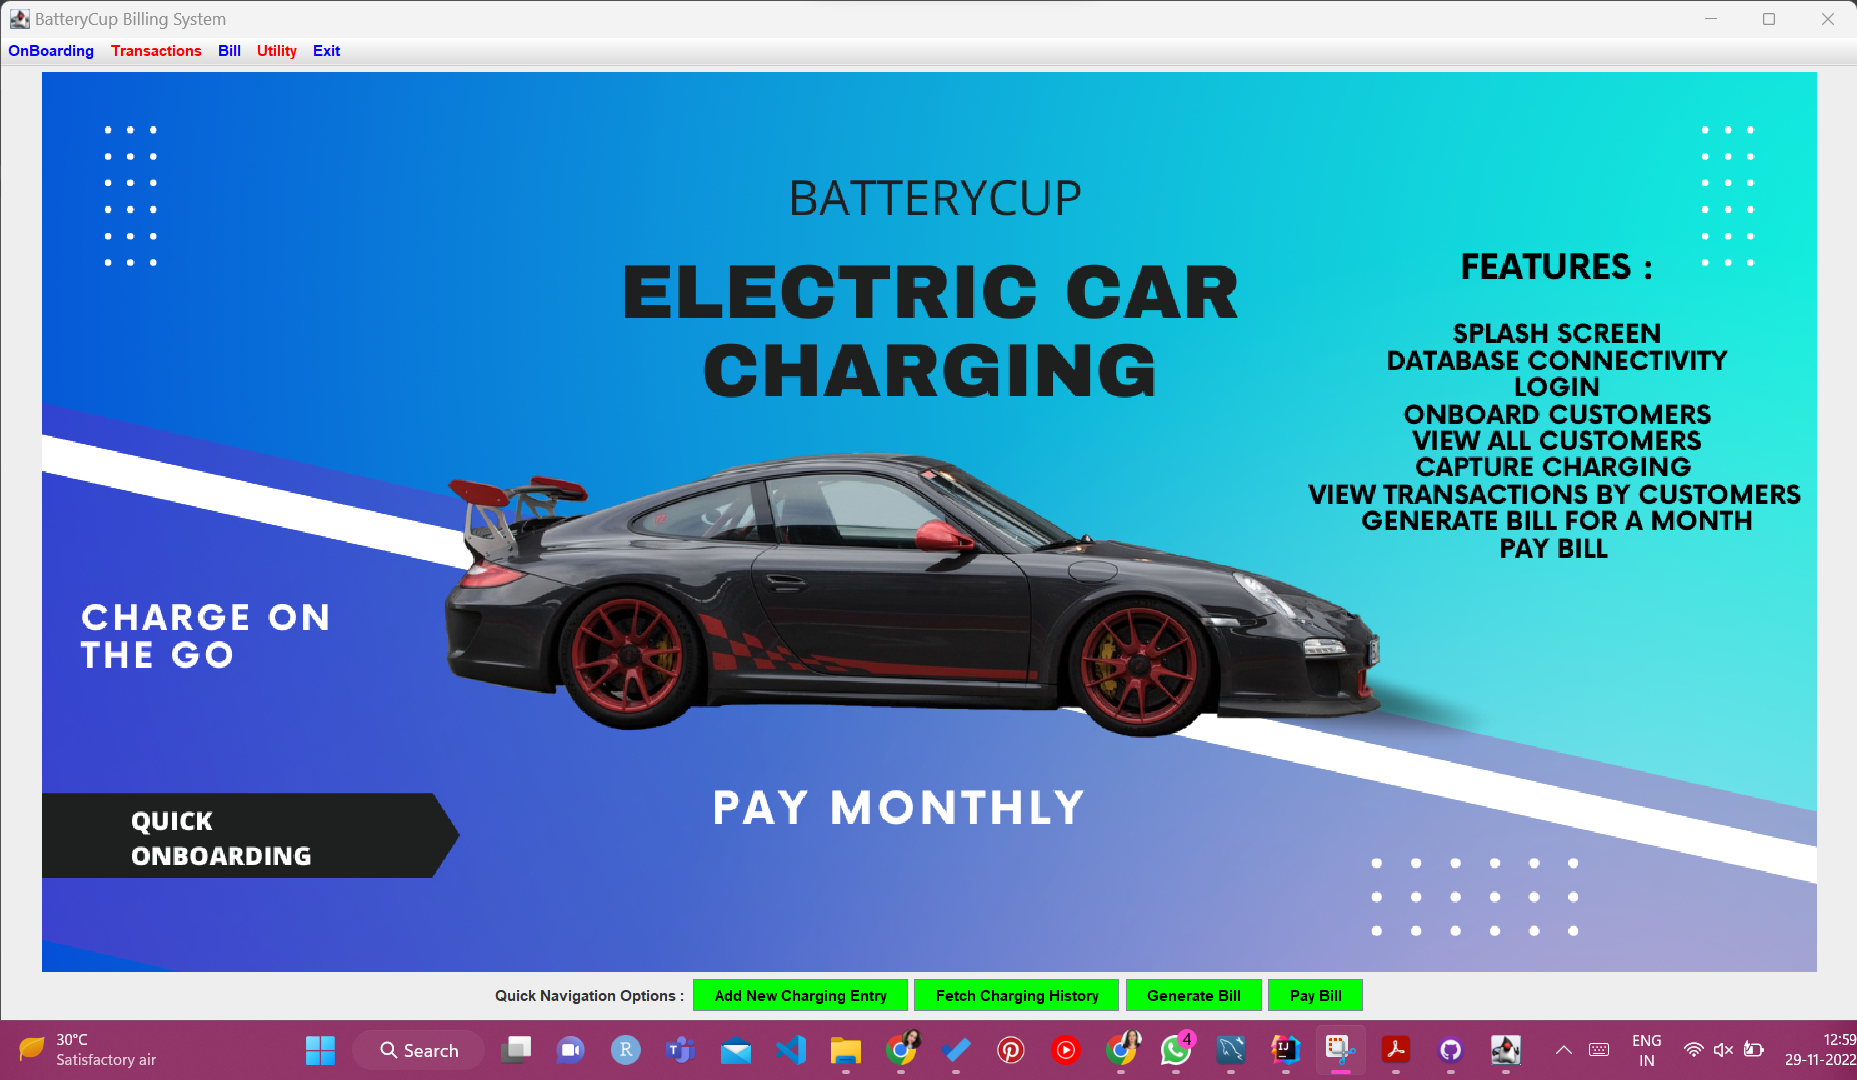 BatteryCup Billing System
OnBoarding Transactions Bill Utility Exit
BATTERYCUP
ELECTRIC CAR
CHARGING
FEATURES :
SPLASH SCREEN
DATABASE CONNECTIVITY
LOGIN
ONBOARD CUSTOMERS
VIEW ALL CUSTOMERS
CAPTURE CHARGING
VIEW TRANSACTIONS BY CUSTOMERS
GENERATE BILL FOR A MONTH
PAY BILL
CHARGE ON
THE GO
PAY MONTHLY
QUICK
ONBOARDING
Quick Navigation Options : Add New Charging Entry Fetch Charging History Generate Bill Pay Bill
30°C
Satisfactory air
Search
R
T
4
IJ
ENG
IN
12:59
29-11-2022